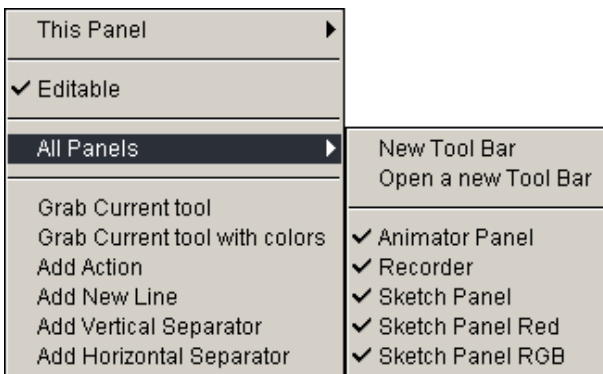 This Panel
Editable
All Panels
Grab Current tool
Grab Current tool with colors
Add Action
Add New Line
Add Vertical Separator
Add Horizontal Separator
New Tool Bar
Open a new Tool Bar
Animator Panel
Recorder
Sketch Panel
Sketch Panel Red
Sketch Panel RGB